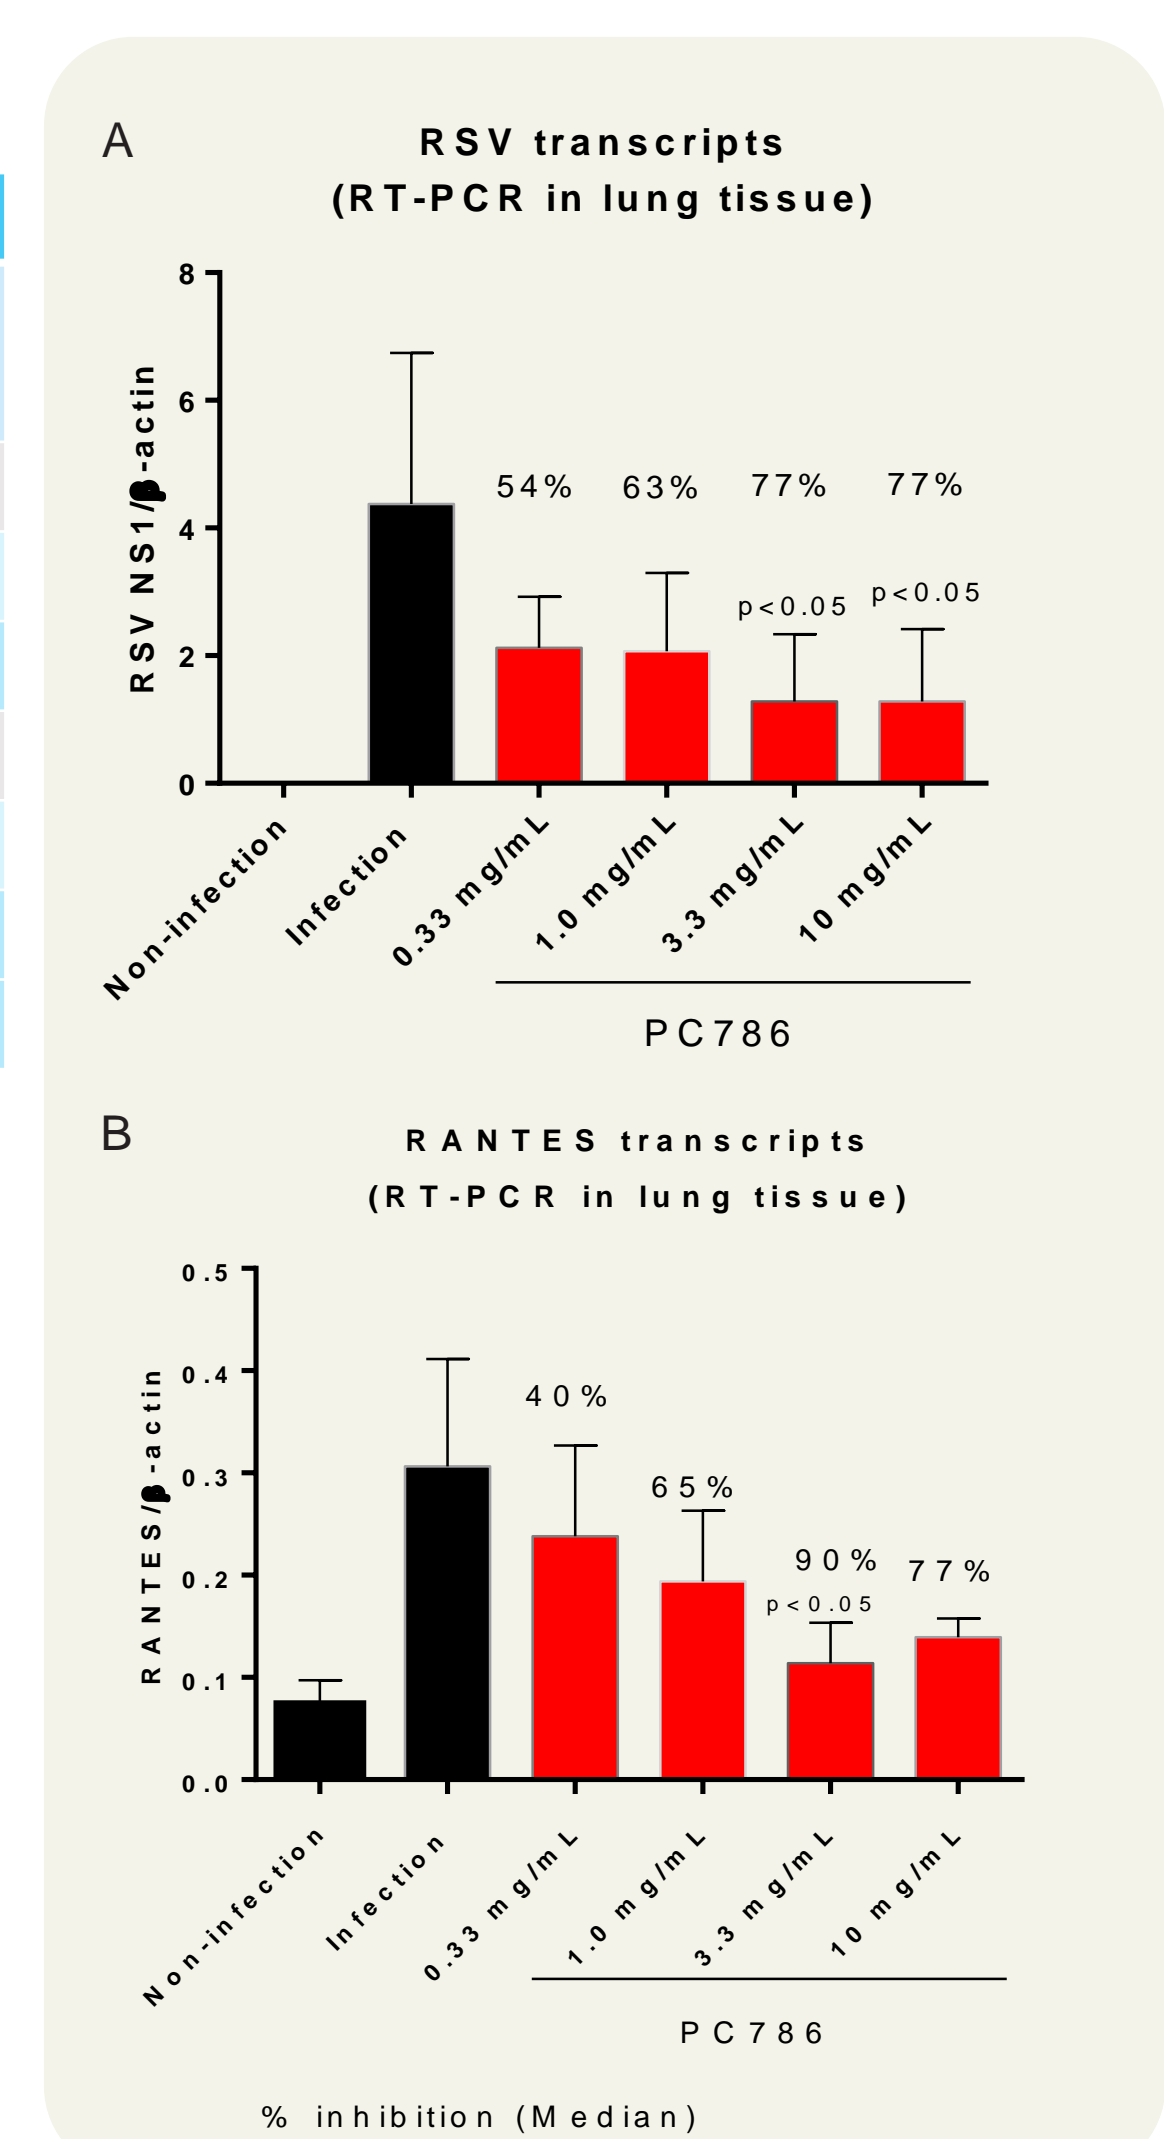 A
RSV transcripts
(RT-PCR in lung tissue)
RSV NS1/β-actin
8
6
4
2
0
54%
63%
77%
77%
p<0.05
p<0.05
Non-infection
Infection
0.33 mg/mL
1.0 mg/mL
3.3 mg/mL
10 mg/mL
PC786
B
RANTES transcripts
(RT-PCR in lung tissue)
RANTES/β-actin
0.5
0.4
0.3
0.2
0.1
0.0
40%
65%
90%
77%
p<0.05
Non-infection
Infection
0.33 mg/mL
1.0 mg/mL
3.3 mg/mL
10 mg/mL
PC786
% inhibition (Median)